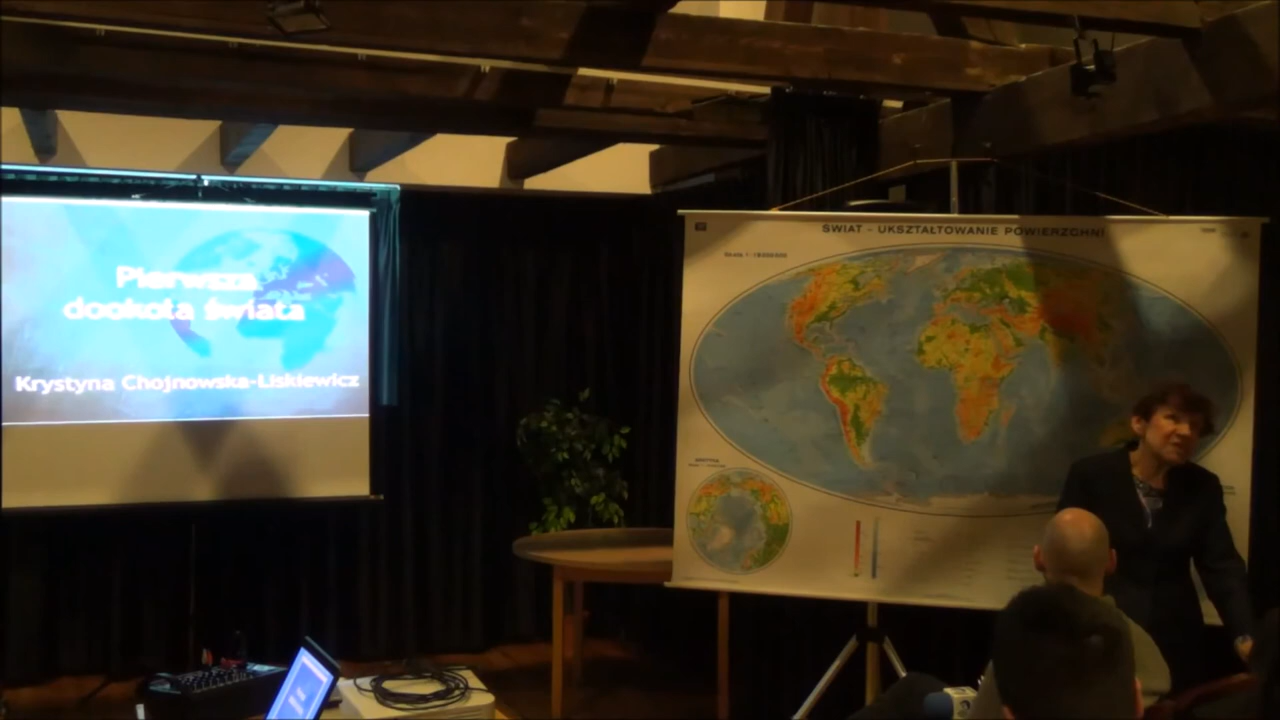 Pierwsza
dookoła świata
Krystyna Chojnowska-Liskiewicz
ŚWIAT - UKSZTAŁTOWANIE POWIERZCHNI